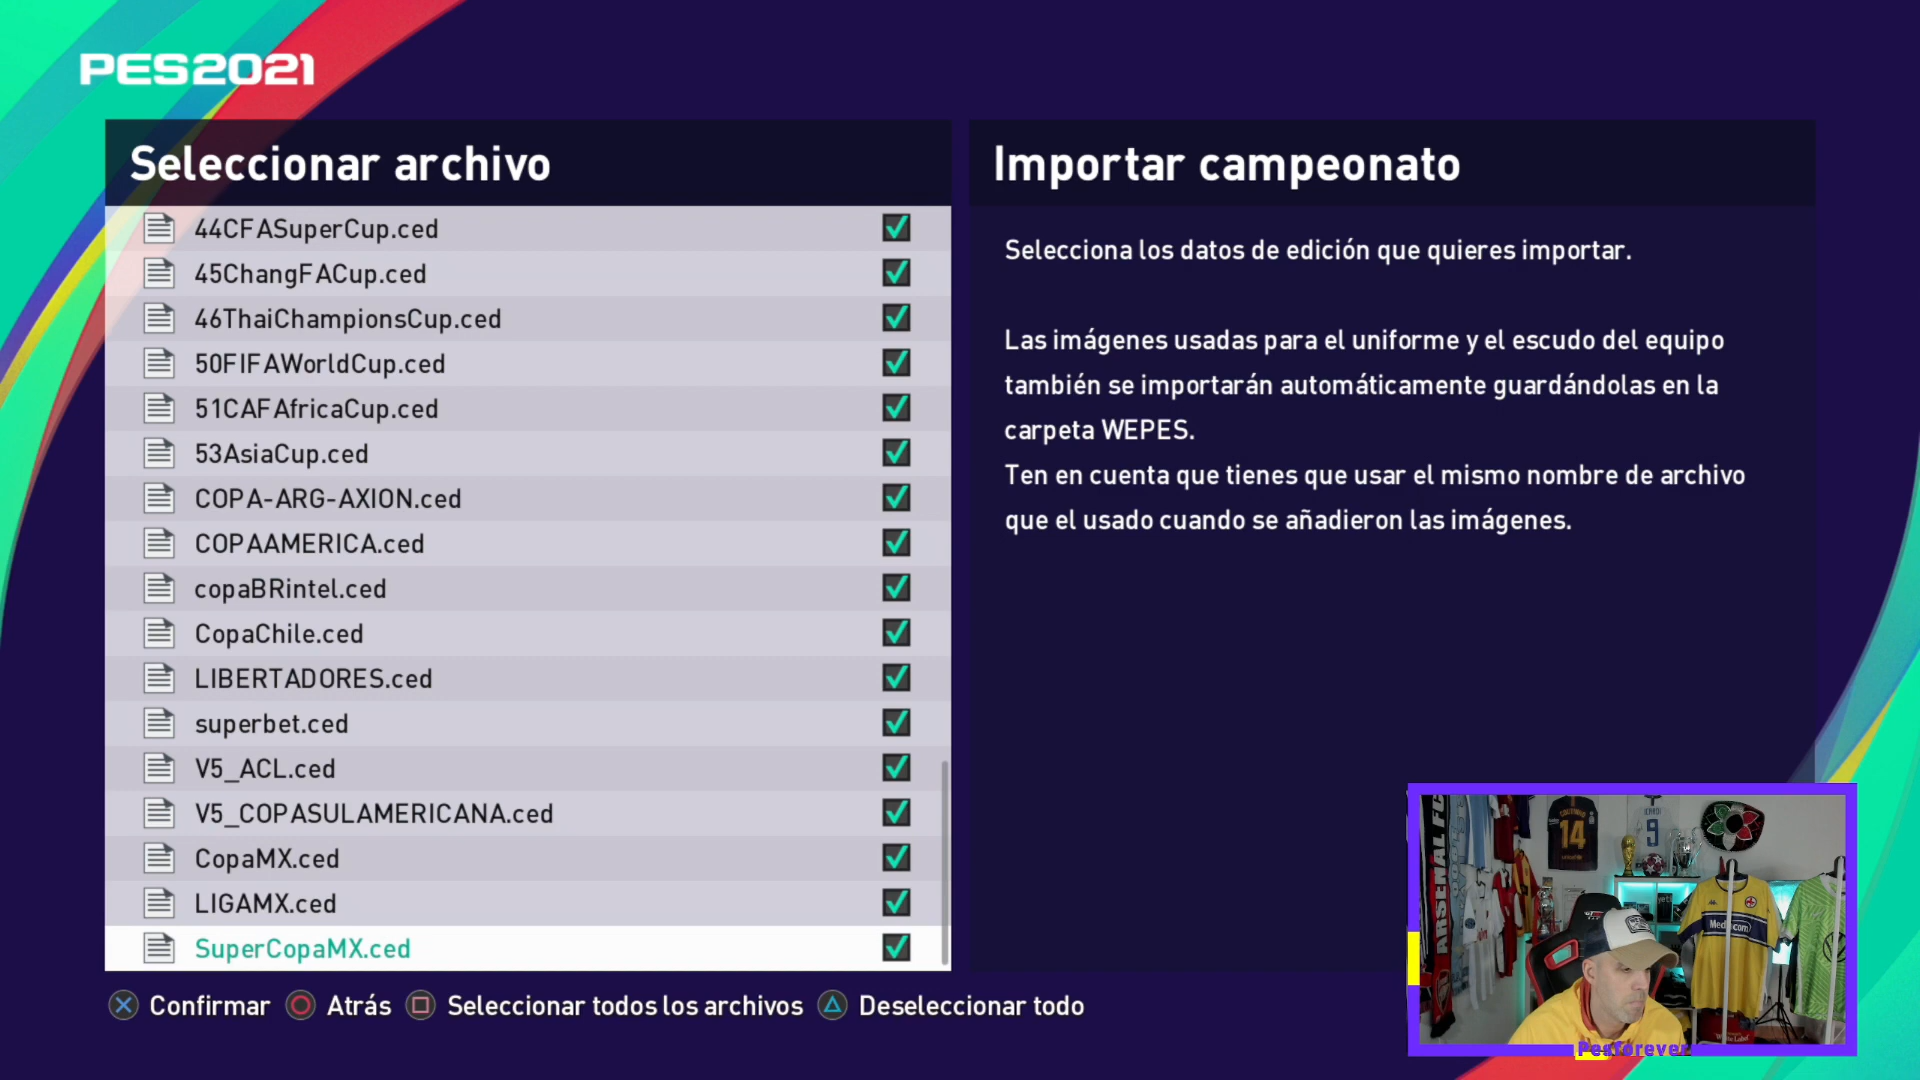 PES2021
Seleccionar archivo
44CFASuperCup.ced
45ChangFACup.ced
46ThaiChampionsCup.ced
50FIFAWorldCup.ced
51CAFAfricaCup.ced
53AsiaCup.ced
COPA-ARG-AXION.ced
COPAAMERICA.ced
copaBRintel.ced
CopaChile.ced
LIBERTADORES.ced
superbet.ced
V5_ACL.ced
V5_COPASULAMERICANA.ced
CopaMX.ced
LIGAMX.ced
SuperCopaMX.ced
Confirmar Atrás Seleccionar todos los archivos Deseleccionar todo
Importar campeonato
Selecciona los datos de edición que quieres importar.
Las imágenes usadas para el uniforme y el escudo del equipo
también se importarán automáticamente guardándolas en la
carpeta WEPES.
Ten en cuenta que tienes que usar el mismo nombre de archivo
que el usado cuando se añadieron las imágenes.
ARSENAL FC
14
9
Pesforever